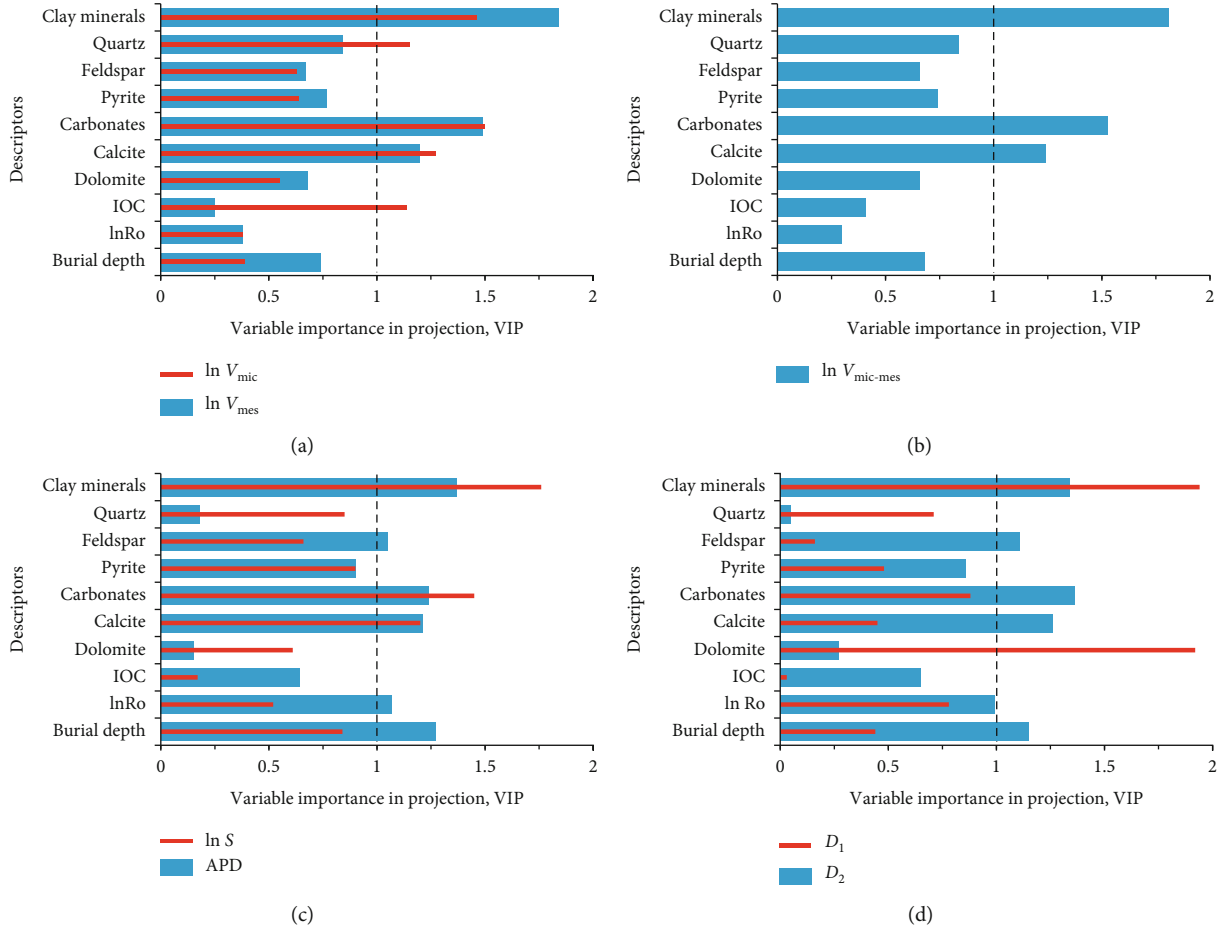 Descriptors
Clay minerals
Quartz
Feldspar
Pyrite
Carbonates
Calcite
Dolomite
IOC
lnRo
Burial depth
0 0.5 1 1.5 2
Variable importance in projection, VIP
ln V_mic
ln V_mes
(a)
Descriptors
Clay minerals
Quartz
Feldspar
Pyrite
Carbonates
Calcite
Dolomite
IOC
lnRo
Burial depth
0 0.5 1 1.5 2
Variable importance in projection, VIP
ln V_mic-mes
(b)
Descriptors
Clay minerals
Quartz
Feldspar
Pyrite
Carbonates
Calcite
Dolomite
IOC
lnRo
Burial depth
0 0.5 1 1.5 2
Variable importance in projection, VIP
ln S
APD
(c)
Descriptors
Clay minerals
Quartz
Feldspar
Pyrite
Carbonates
Calcite
Dolomite
IOC
ln Ro
Burial depth
0 0.5 1 1.5 2
Variable importance in projection, VIP
D_1
D_2
(d)